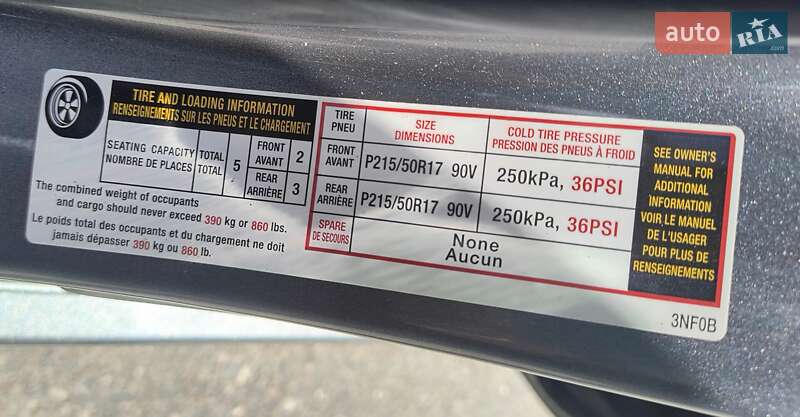 auto RIA .com
TIRE AND LOADING INFORMATION
RENSEIGNEMENTS SUR LES PNEUS ET LE CHARGEMENT
SEATING CAPACITY
NOMBRE DE PLACES
TOTAL
TOTAL
5
FRONT
AVANT
2
REAR
ARRIÈRE
3
The combined weight of occupants
and cargo should never exceed 390 kg or 860 lbs.
Le poids total des occupants et du chargement ne doit
jamais dépasser 390 kg ou 860 lb.
TIRE
PNEU
SIZE
DIMENSIONS
COLD TIRE PRESSURE
PRESSION DES PNEUS À FROID
FRONT
AVANT
P215/50R17 90V
250kPa, 36PSI
REAR
ARRIÈRE
P215/50R17 90V
250kPa, 36PSI
SPARE
DE SECOURS
None
Aucun
SEE OWNER'S
MANUAL FOR
ADDITIONAL
INFORMATION
VOIR LE MANUEL
DE L'USAGER
POUR PLUS DE
RENSEIGNEMENTS
3NF0B